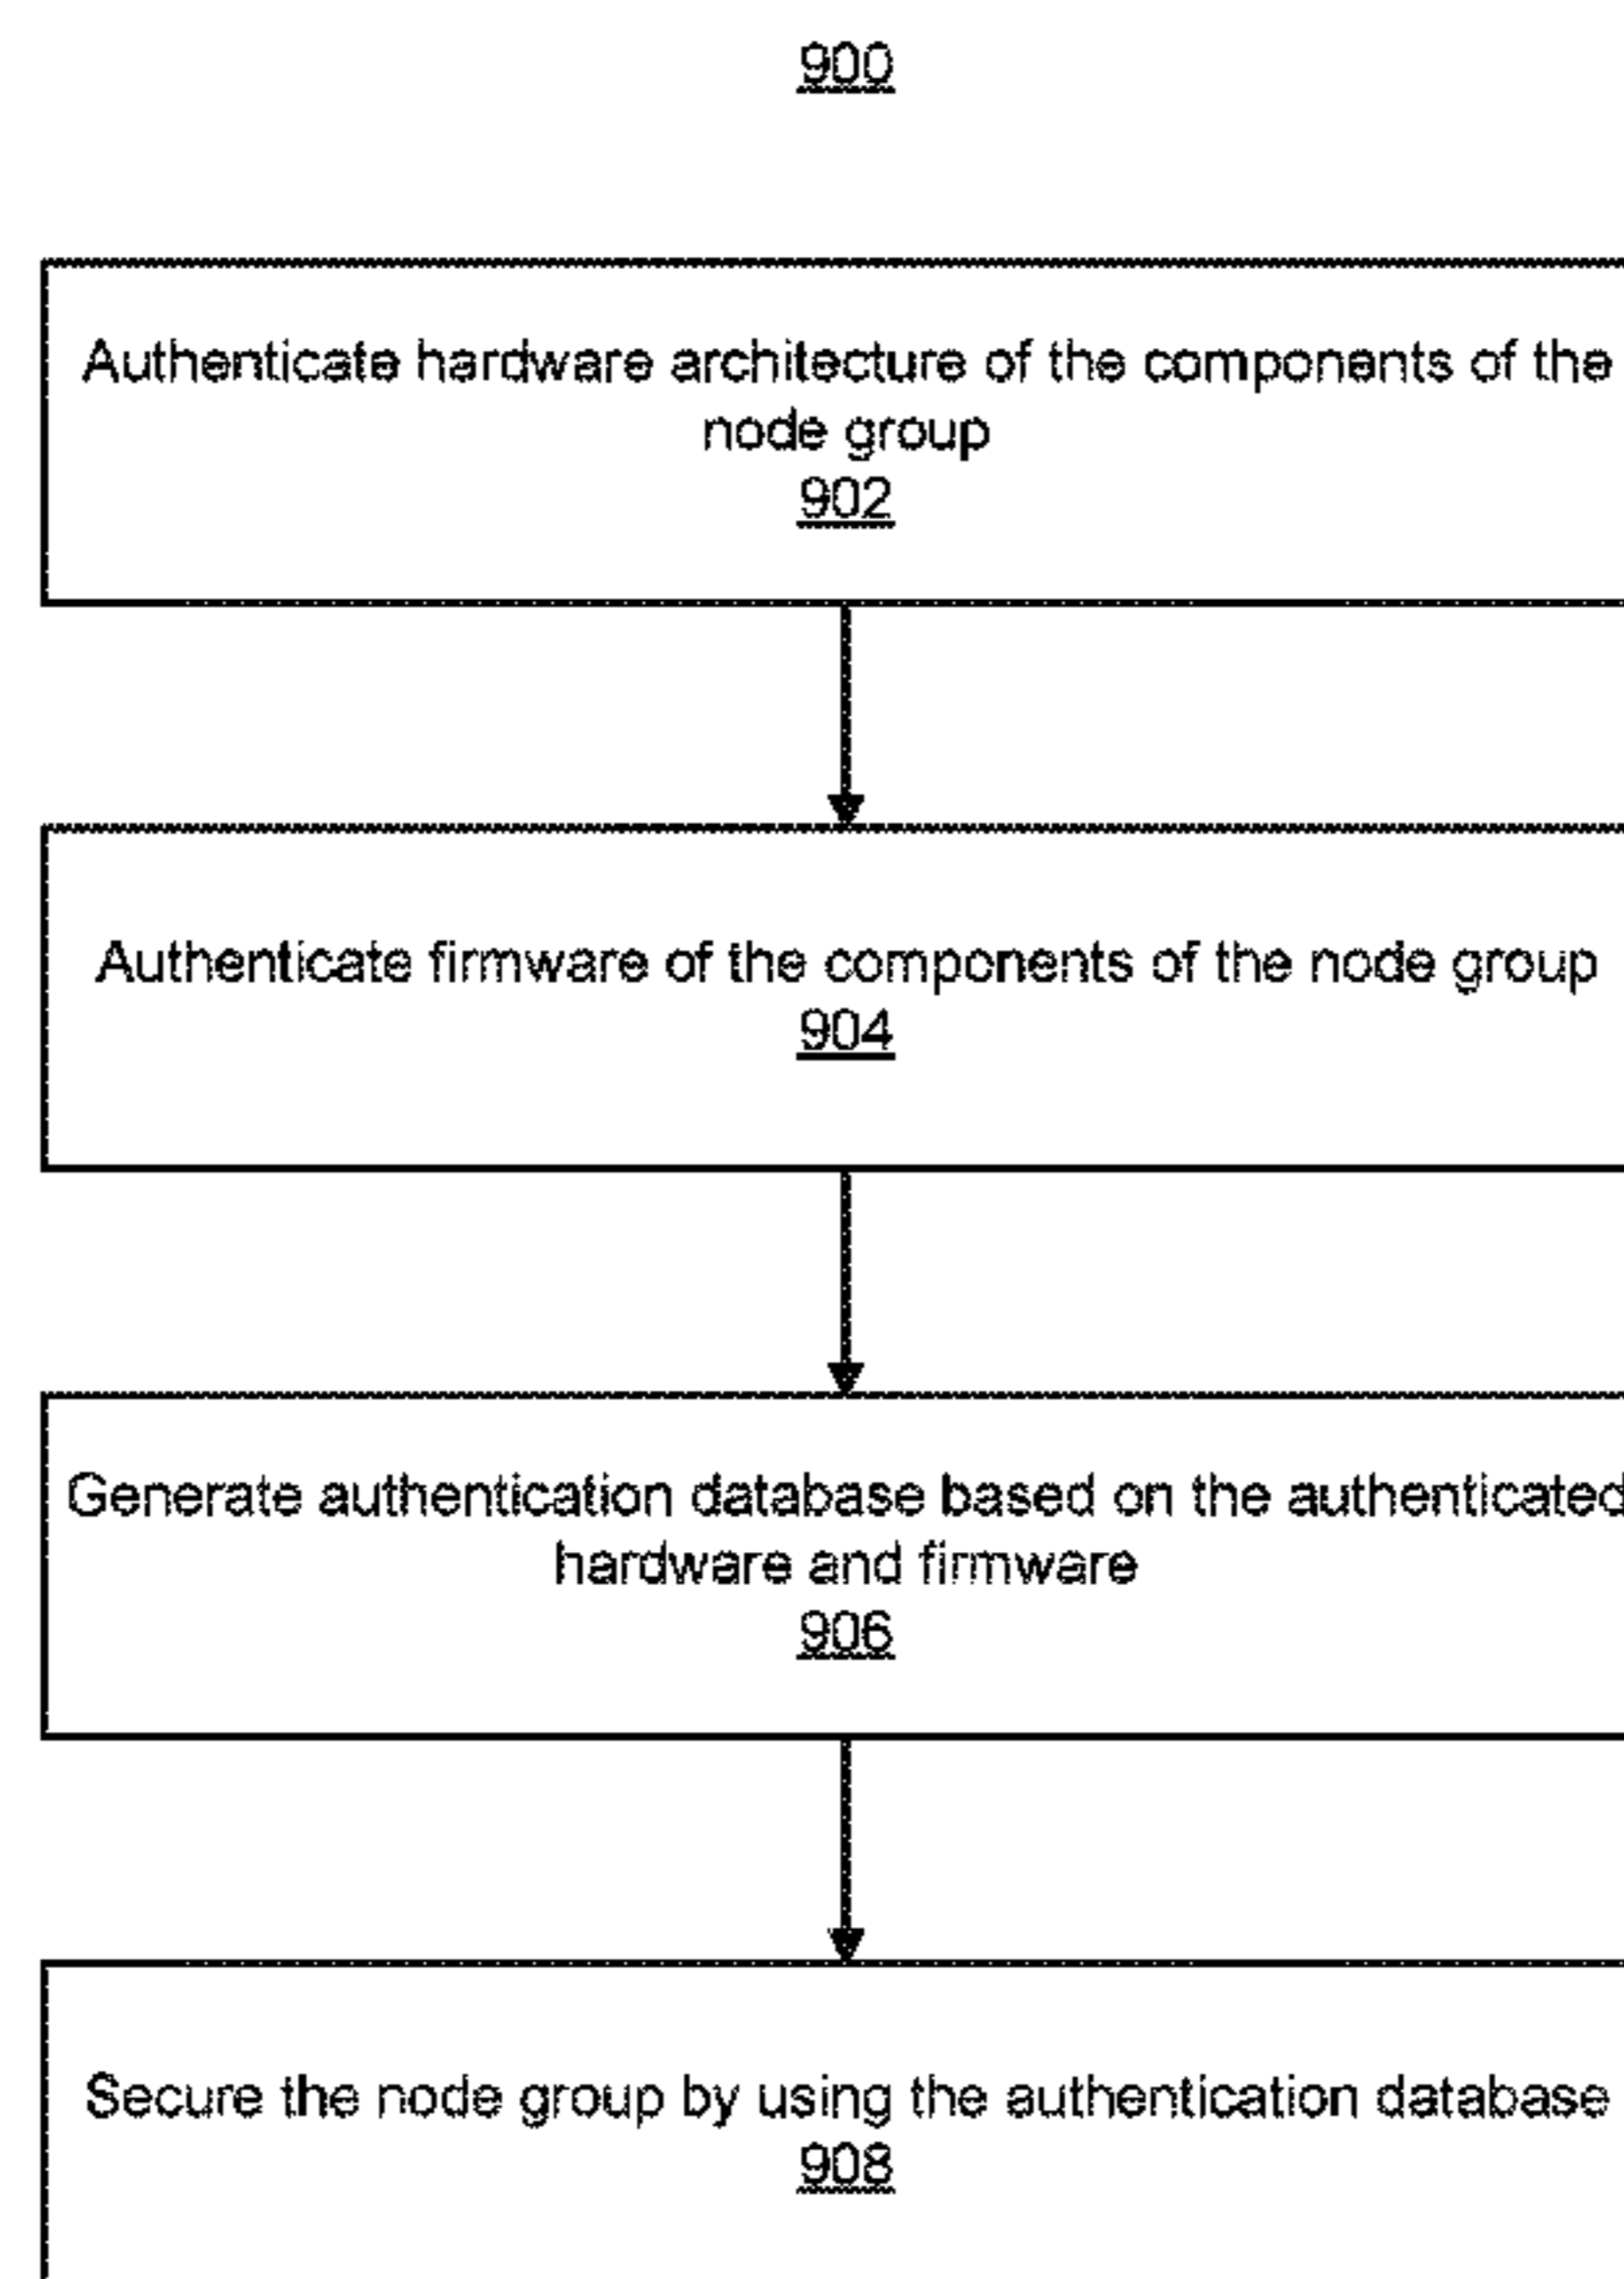 900
Authenticate hardware architecture of the components of the
node group
902
Authenticate firmware of the components of the node group
904
Generate authentication database based on the authenticated
hardware and firmware
906
Secure the node group by using the authentication database
908